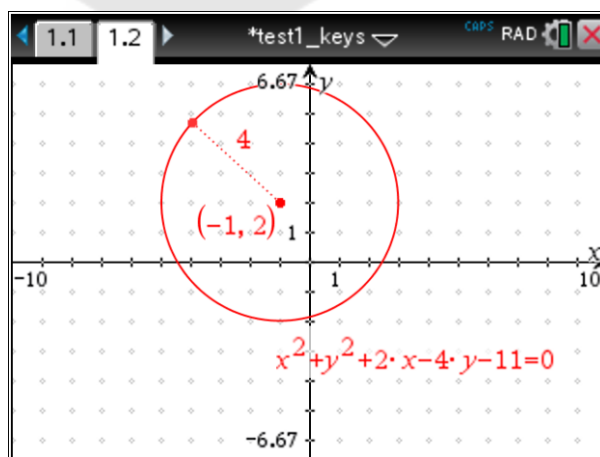 1.1 1.2 *test1_keys CAPS RAD
6.67 y
4
(-1, 2)
1
x
-10 1 10
x²+y²+2· x-4· y-11=0
-6.67